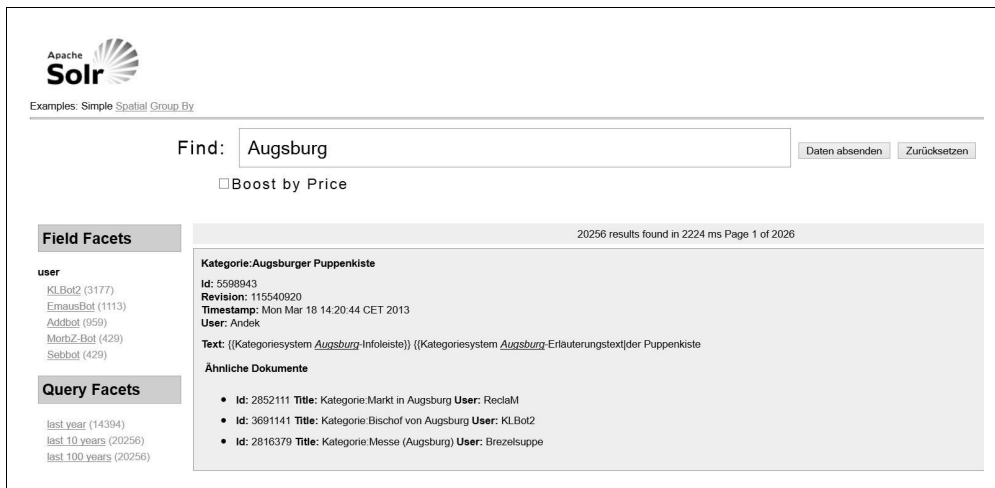 Apache
Solr
Examples: Simple Spatial Group By
Find: Augsburg Daten absenden Zurücksetzen
Boost by Price
Field Facets
user
KLBot2 (3177)
EmausBot (1113)
Addbot (959)
MorbZ-Bot (429)
Sebbot (429)
Query Facets
last year (14394)
last 10 years (20256)
last 100 years (20256)
20256 results found in 2224 ms Page 1 of 2026
Kategorie:Augsburger Puppenkiste
Id: 5598943
Revision: 115540920
Timestamp: Mon Mar 18 14:20:44 CET 2013
User: Andek
Text: {{Kategoriesystem Augsburg-Infoleiste}} {{Kategoriesystem Augsburg-Erläuterungstext|der Puppenkiste
Ähnliche Dokumente
• Id: 2852111 Title: Kategorie:Markt in Augsburg User: ReclaM
• Id: 3691141 Title: Kategorie:Bischof von Augsburg User: KLBot2
• Id: 2816379 Title: Kategorie:Messe (Augsburg) User: Brezelsuppe